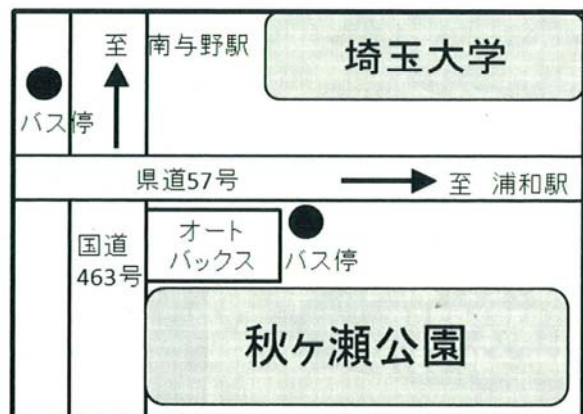 至 南与野駅
埼玉大学
バス停
県道57号
至 浦和駅
国道
463号
オート
バックス
バス停
秋ヶ瀬公園